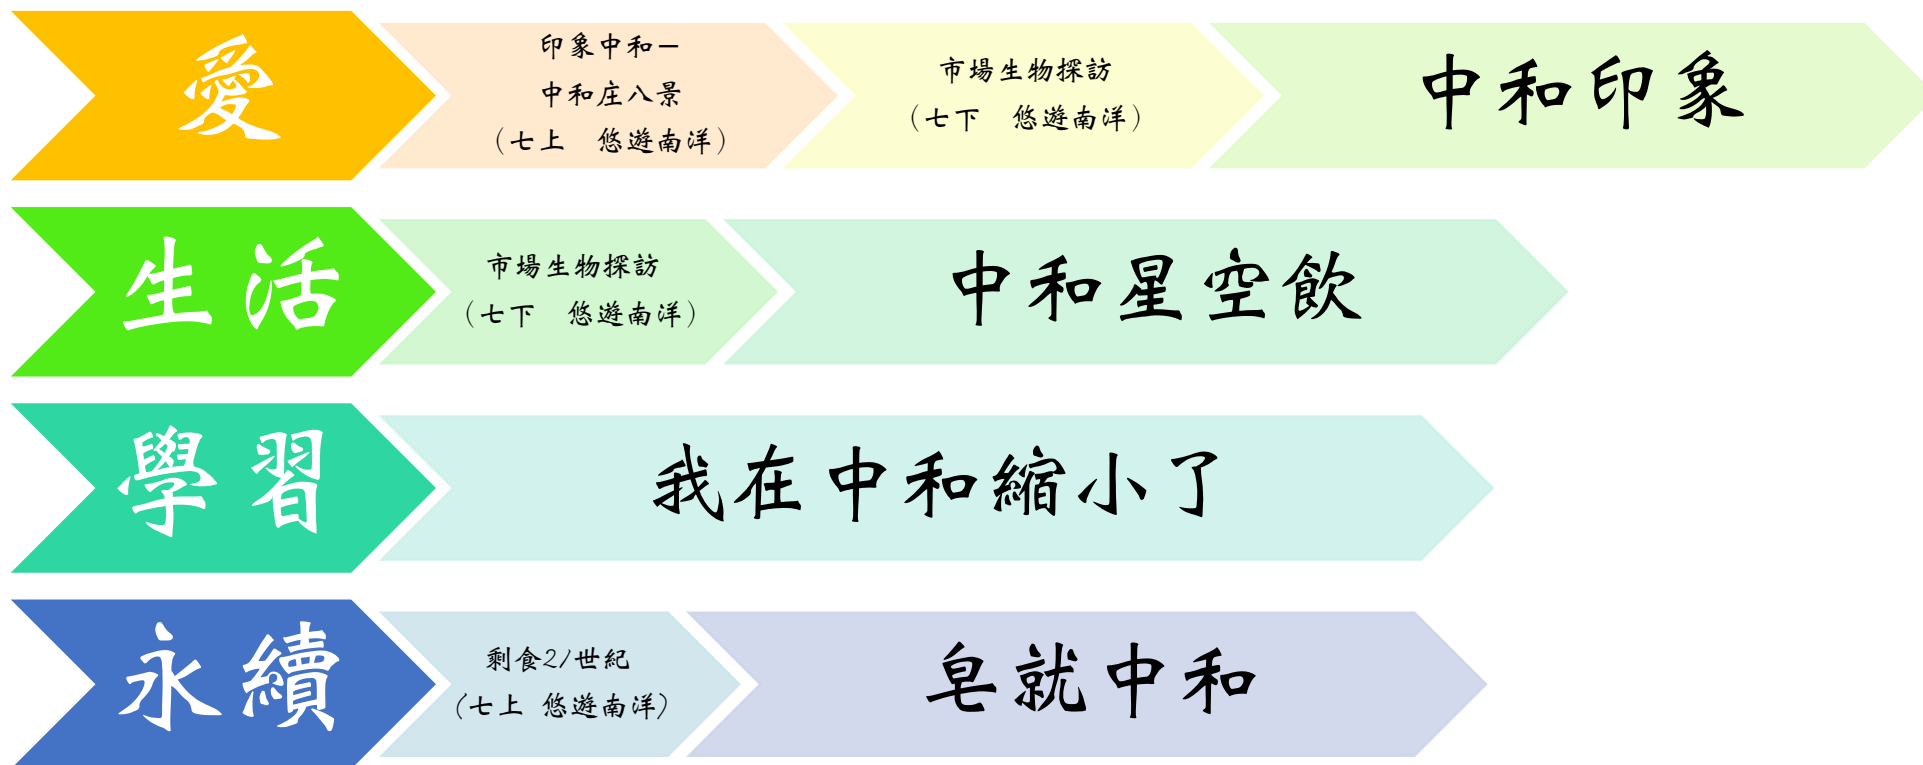 愛
印象中和－
中和庄八景
（七上　悠遊南洋）
市場生物探訪
（七下　悠遊南洋）
中和印象
生活
市場生物探訪
（七下　悠遊南洋）
中和星空飲
學習
我在中和縮小了
永續
剩食21世紀
(七上 悠遊南洋)
皂就中和